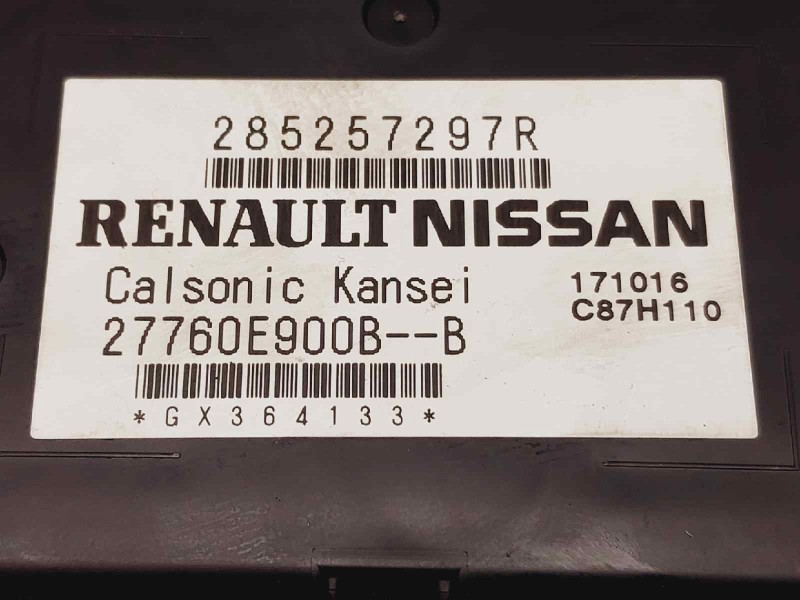 285257297R
RENAULT NISSAN
Calsonic Kansei
171016
C87H110
27760E900B--B
*GX364133*